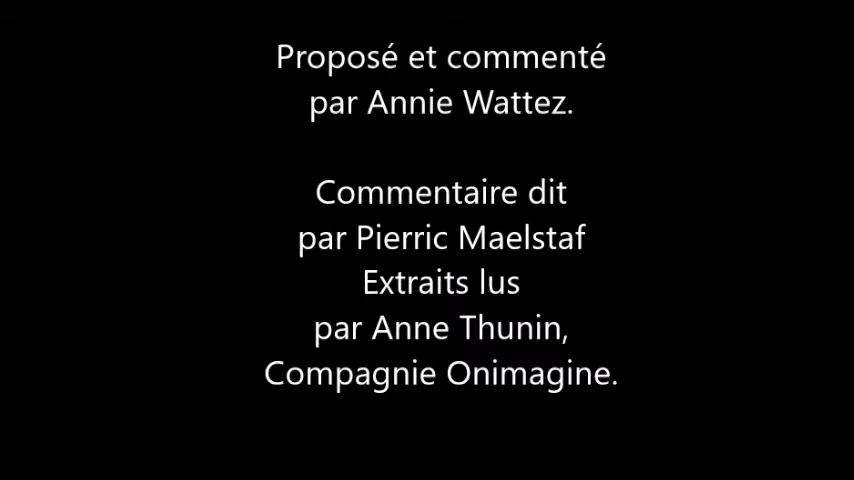 Proposé et commenté
par Annie Wattez.
Commentaire dit
par Pierric Maelstaf
Extraits lus
par Anne Thunin,
Compagnie Onimagine.